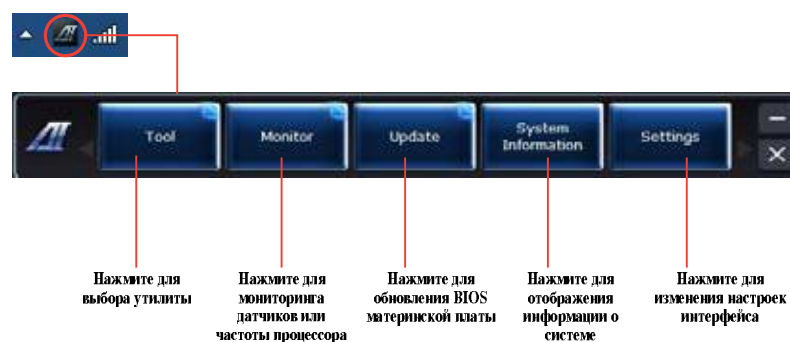 Tool
Monitor
Update
System
Information
Settings
Нажмите для
выбора утилиты
Нажмите для
мониторинга
датчиков или
частоты процессора
Нажмите для
обновления BIOS
материнской платы
Нажмите для
отображения
информации о
системе
Нажмите для
изменения настроек
интерфейса